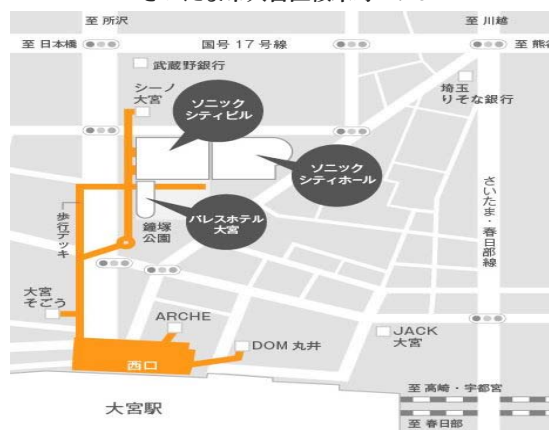 至 所沢
至 川越
至 日本橋
国号 17 号線
至 熊谷
武蔵野銀行
シーノ
大宮
埼玉
りそな銀行
ソニック
シティビル
ソニック
シティホール
パレスホテル
大宮
鐘塚
公園
歩行デッキ
さいたま・春日部線
大宮
そごう
ARCHE
DOM 丸井
JACK
大宮
西口
大宮駅
至 高崎・宇都宮
至 春日部